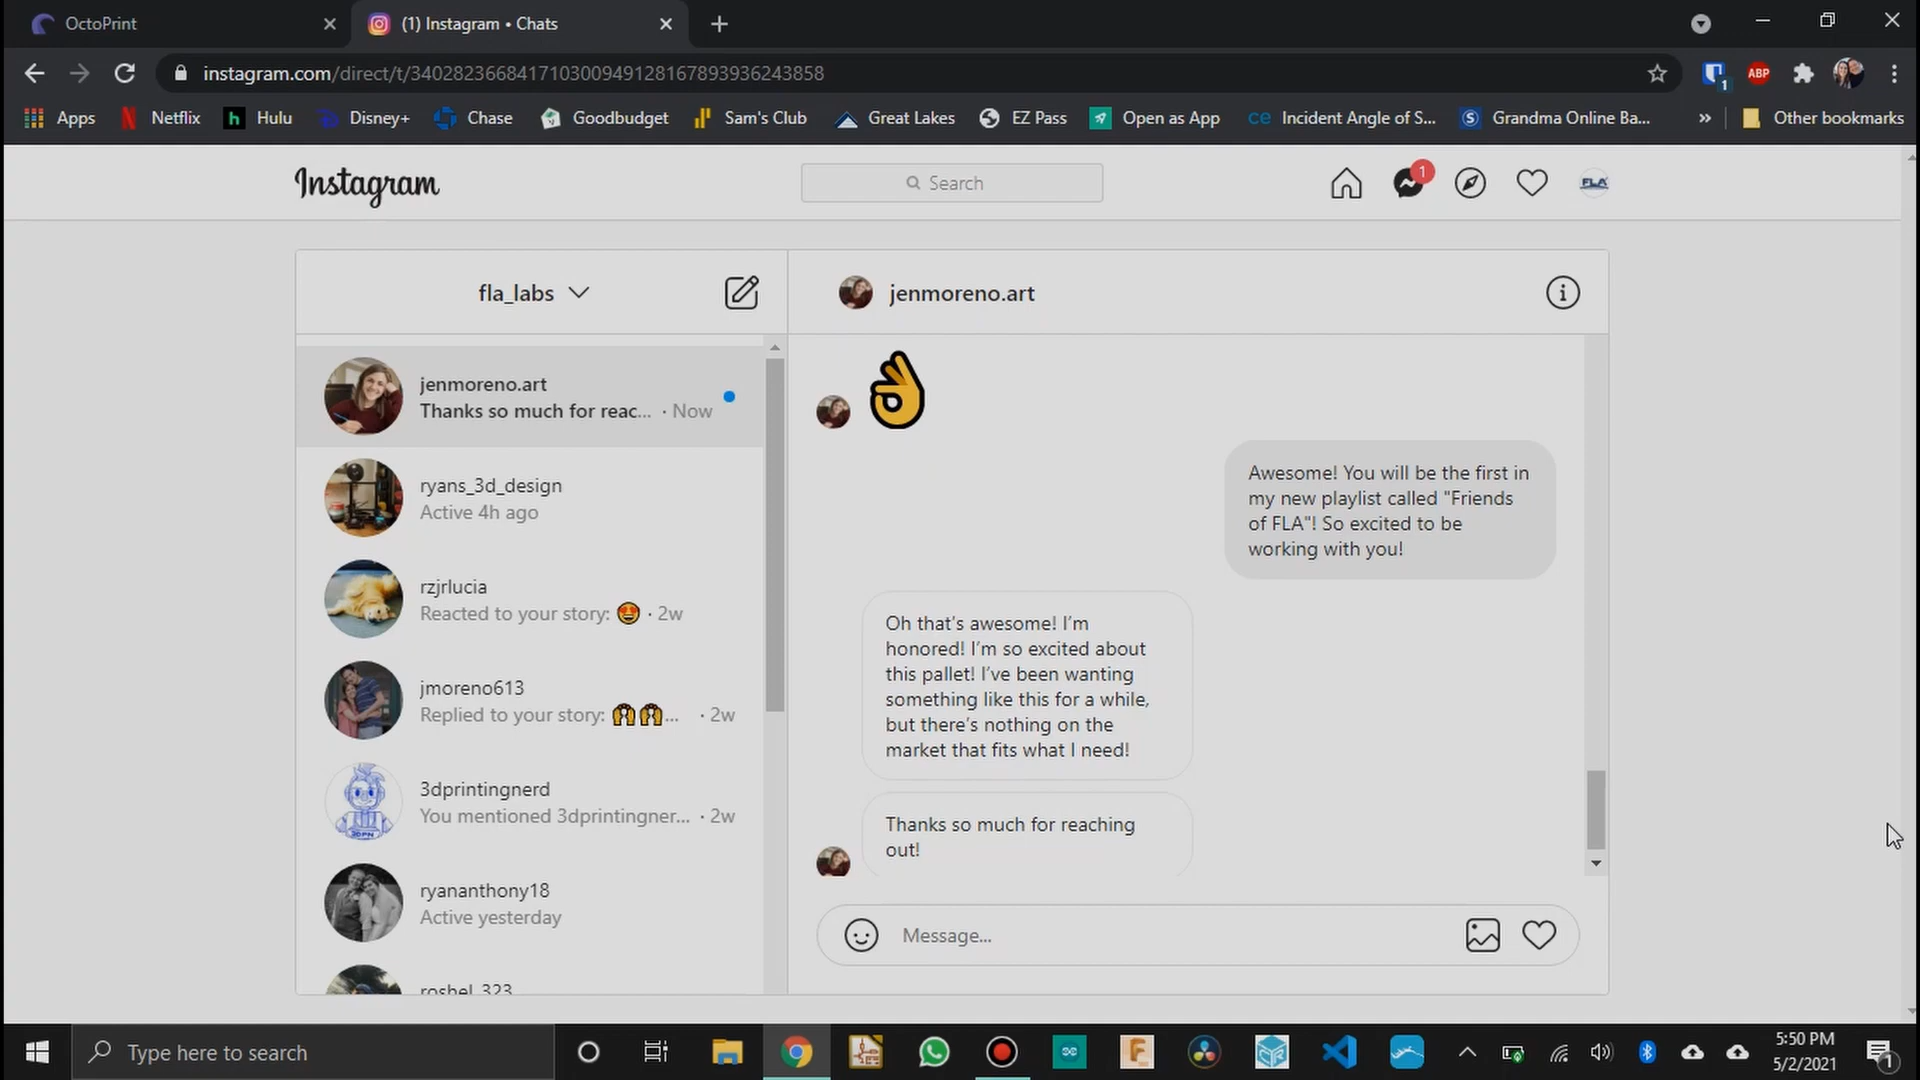 OctoPrint
(1) Instagram • Chats
instagram.com/direct/t/340282366841710300949128167893936243858
ABP
1
Apps
Netflix
h Hulu
Disney+
Chase
Goodbudget
Sam's Club
Great Lakes
EZ Pass
Open as App
ce Incident Angle of S...
S Grandma Online Ba...
»
Other bookmarks
Instagram
Search
1
FLA
fla_labs
jenmoreno.art
jenmoreno.art
Thanks so much for reac... · Now
ryans_3d_design
Active 4h ago
rzjrlucia
Reacted to your story: 😍 · 2w
jmoreno613
Replied to your story: 🙌🙌... · 2w
3dprintingnerd
You mentioned 3dprintingner... · 2w
3DPN
ryananthony18
Active yesterday
roshel_323
👌
Awesome! You will be the first in
my new playlist called "Friends
of FLA"! So excited to be
working with you!
Oh that's awesome! I'm
honored! I'm so excited about
this pallet! I've been wanting
something like this for a while,
but there's nothing on the
market that fits what I need!
Thanks so much for reaching
out!
Message...
Type here to search
F
5:50 PM
5/2/2021
1